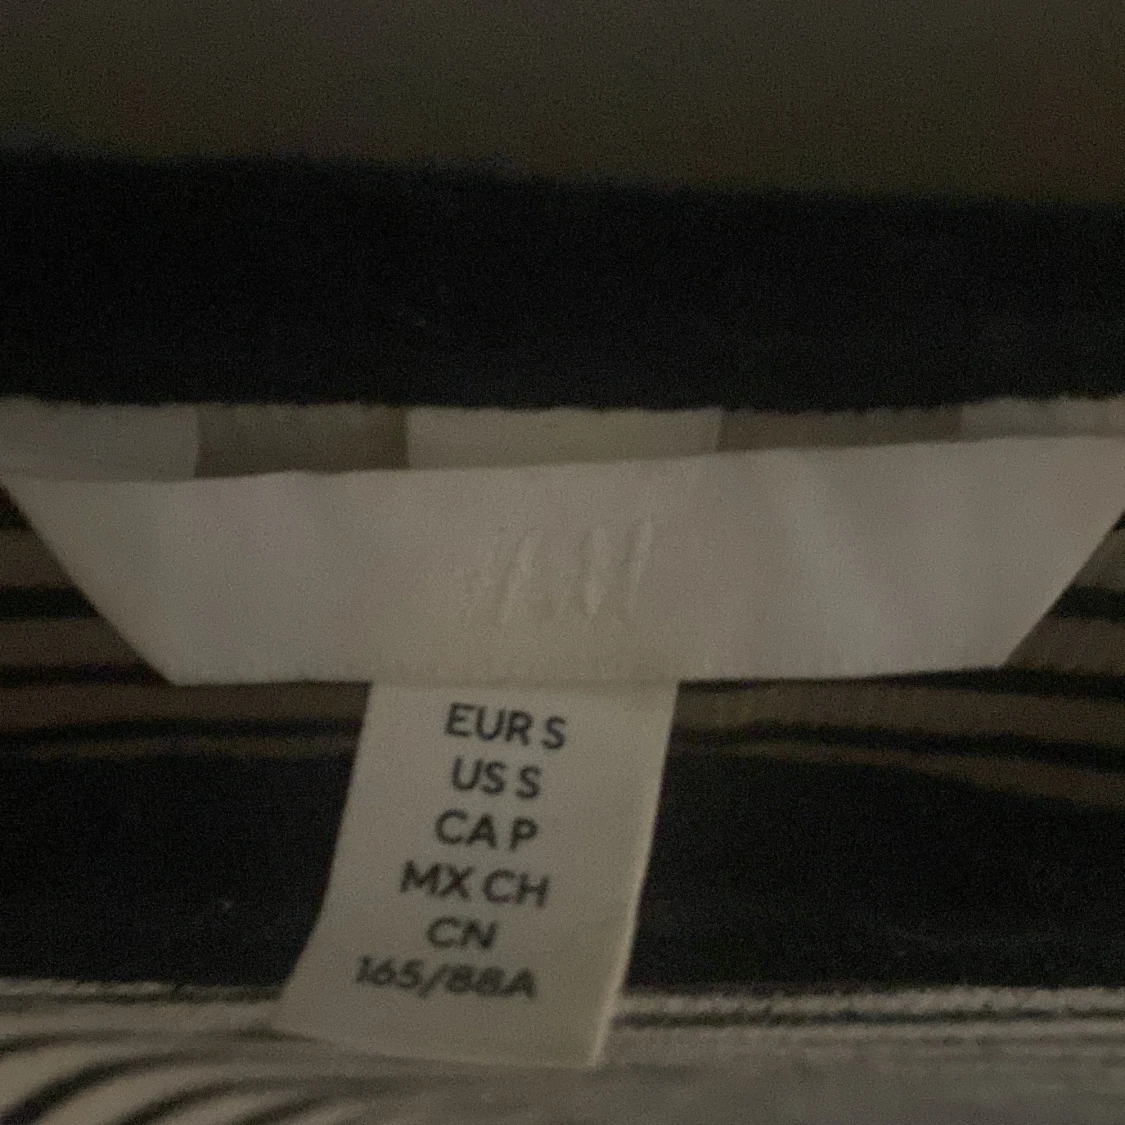 H&M
EUR S
US S
CA P
MX CH
CN
165/88A